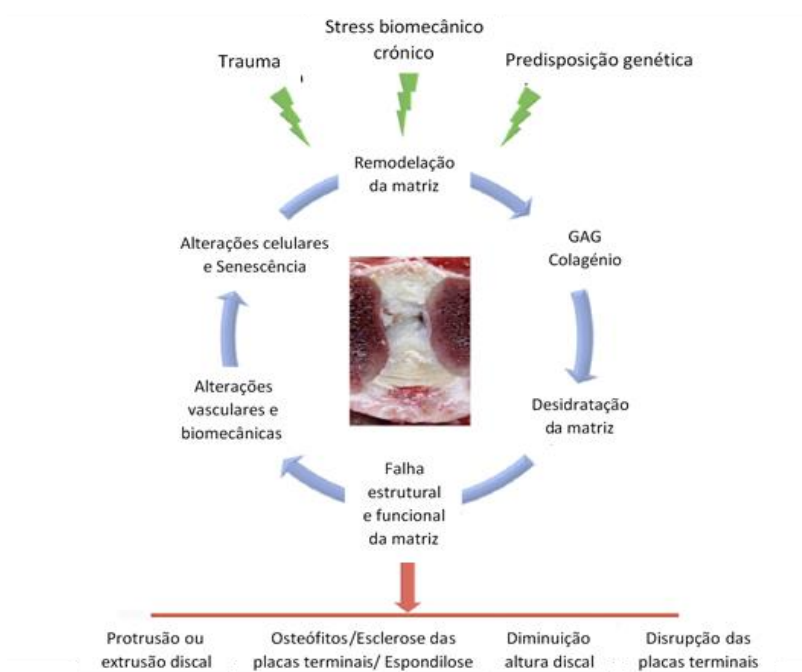 Stress biomecânico
crónico
Trauma
Predisposição genética
Remodelação
da matriz
GAG
Colagénio
Desidratação
da matriz
Falha
estrutural
e funcional
da matriz
Alterações
vasculares e
biomecânicas
Alterações celulares
e Senescência
Protrusão ou
extrusão discal
Osteófitos/Esclerose das
placas terminais/ Espondilose
Diminuição
altura discal
Disrupção das
placas terminais